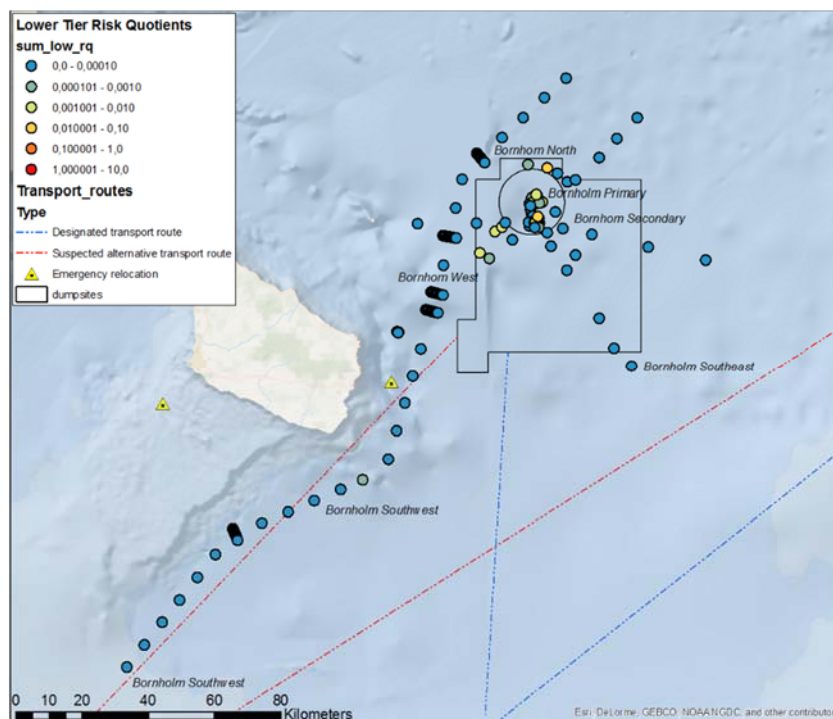 Lower Tier Risk Quotients
sum_low_rq
0,0 - 0,00010
0,000101 - 0,0010
0,001001 - 0,010
0,010001 - 0,10
0,100001 - 1,0
1,000001 - 10,0
Transport_routes
Type
Designated transport route
Suspected alternative transport route
Emergency relocation
dumpsites
Bornhorn North
Bornholm Primary
Bornhom Secondary
Bornhorn West
Bornholm Southeast
Bornholm Southwest
Bornholm Southwest
0 10 20 40 60 80
Kilometers
Esri, DeLorme, GEBCO, NOAA NGDC, and other contributors